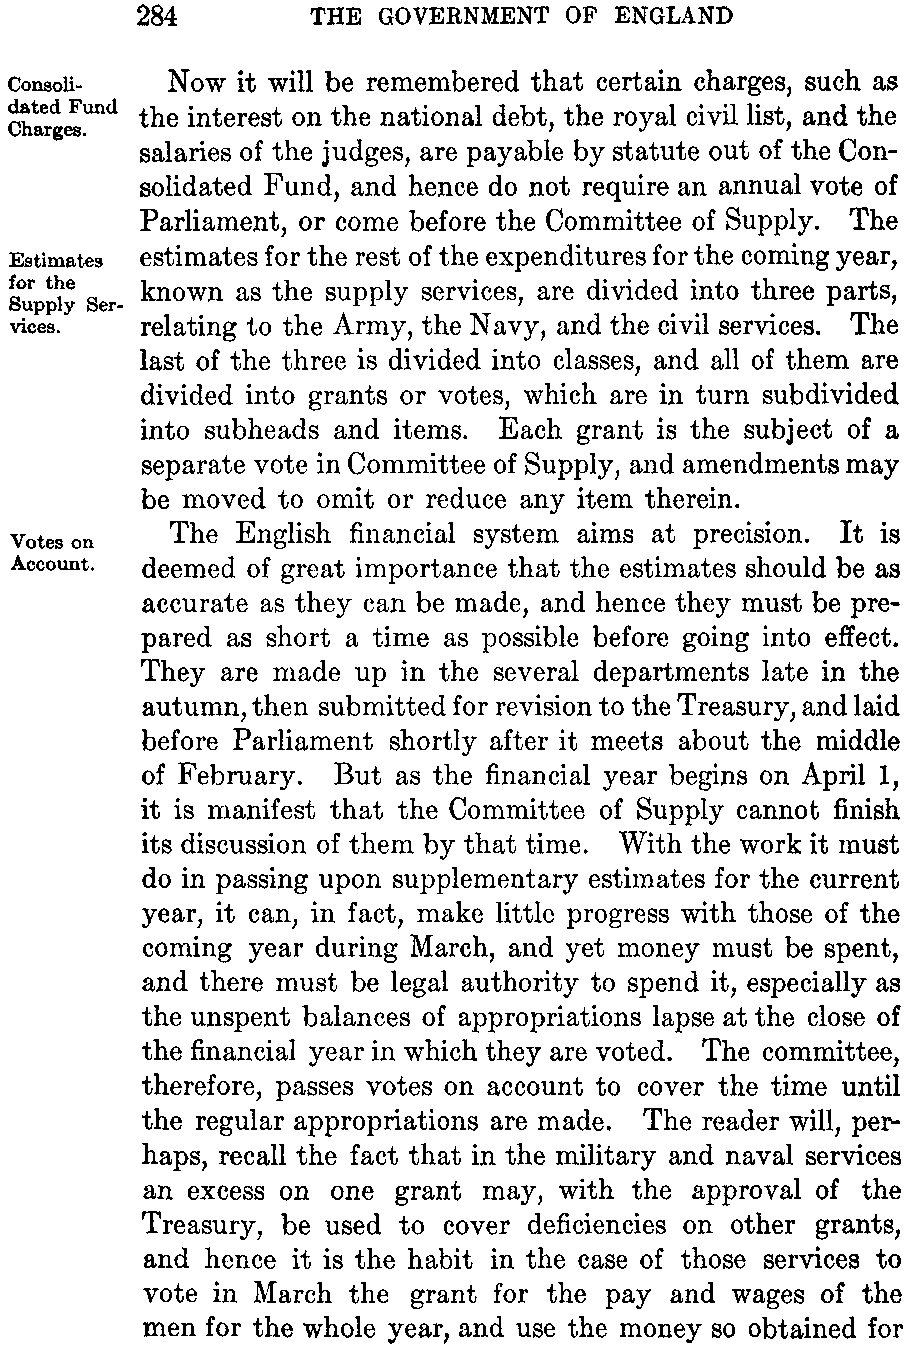 284 THE GOVERNMENT OF ENGLAND
Consoli-
dated Fund
Charges.
Now it will be remembered that certain charges, such as
the interest on the national debt, the royal civil list, and the
salaries of the judges, are payable by statute out of the Con-
solidated Fund, and hence do not require an annual vote of
Parliament, or come before the Committee of Supply. The
Estimates
for the
Supply Ser-
vices.
estimates for the rest of the expenditures for the coming year,
known as the supply services, are divided into three parts,
relating to the Army, the Navy, and the civil services. The
last of the three is divided into classes, and all of them are
divided into grants or votes, which are in turn subdivided
into subheads and items. Each grant is the subject of a
separate vote in Committee of Supply, and amendments may
be moved to omit or reduce any item therein.
Votes on
Account.
The English financial system aims at precision. It is
deemed of great importance that the estimates should be as
accurate as they can be made, and hence they must be pre-
pared as short a time as possible before going into effect.
They are made up in the several departments late in the
autumn, then submitted for revision to the Treasury, and laid
before Parliament shortly after it meets about the middle
of February. But as the financial year begins on April 1,
it is manifest that the Committee of Supply cannot finish
its discussion of them by that time. With the work it must
do in passing upon supplementary estimates for the current
year, it can, in fact, make little progress with those of the
coming year during March, and yet money must be spent,
and there must be legal authority to spend it, especially as
the unspent balances of appropriations lapse at the close of
the financial year in which they are voted. The committee,
therefore, passes votes on account to cover the time until
the regular appropriations are made. The reader will, per-
haps, recall the fact that in the military and naval services
an excess on one grant may, with the approval of the
Treasury, be used to cover deficiencies on other grants,
and hence it is the habit in the case of those services to
vote in March the grant for the pay and wages of the
men for the whole year, and use the money so obtained for